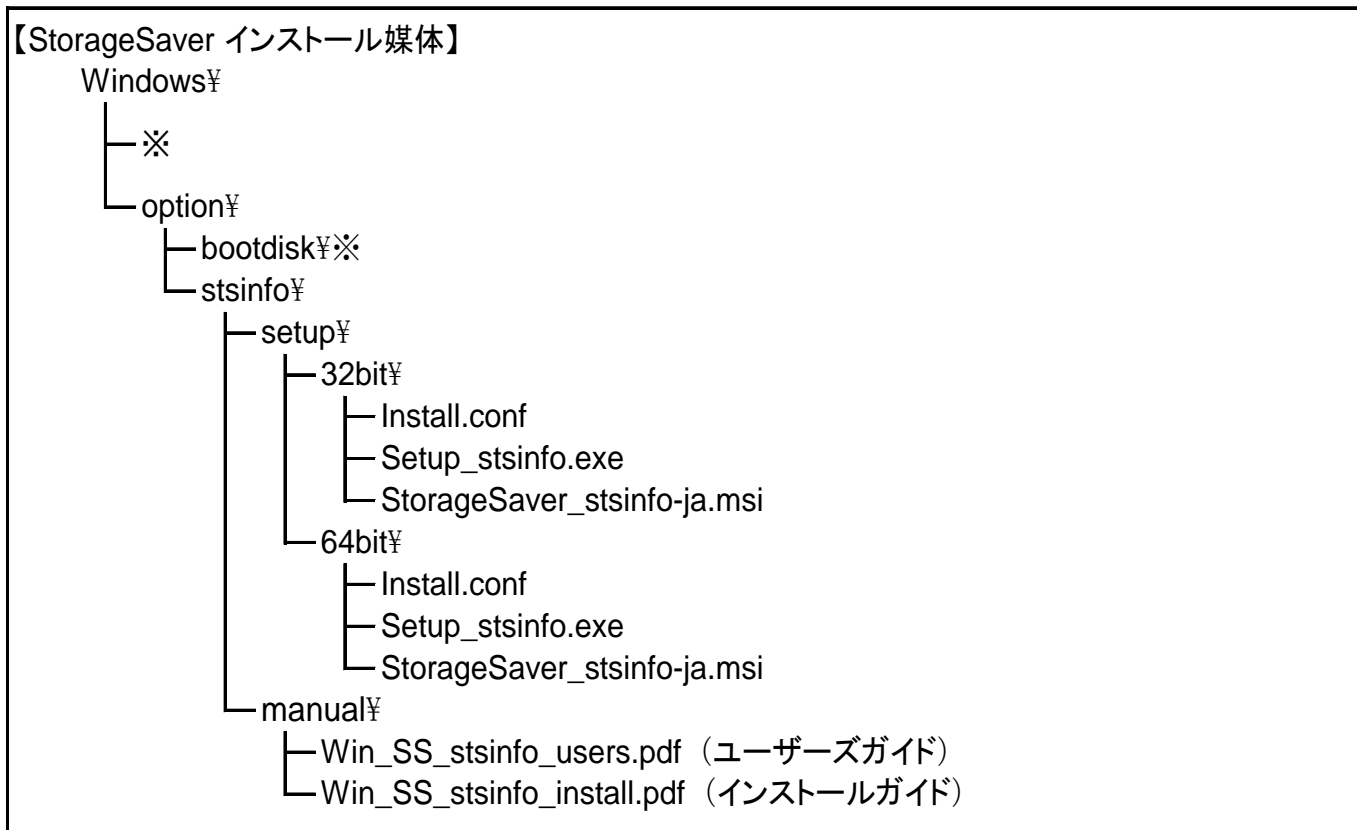 【StorageSaver インストール媒体】
Windows¥
※
option¥
bootdisk¥※
stsinfo¥
setup¥
32bit¥
Install.conf
Setup_stsinfo.exe
StorageSaver_stsinfo-ja.msi
64bit¥
Install.conf
Setup_stsinfo.exe
StorageSaver_stsinfo-ja.msi
manual¥
Win_SS_stsinfo_users.pdf（ユーザーズガイド）
Win_SS_stsinfo_install.pdf（インストールガイド）